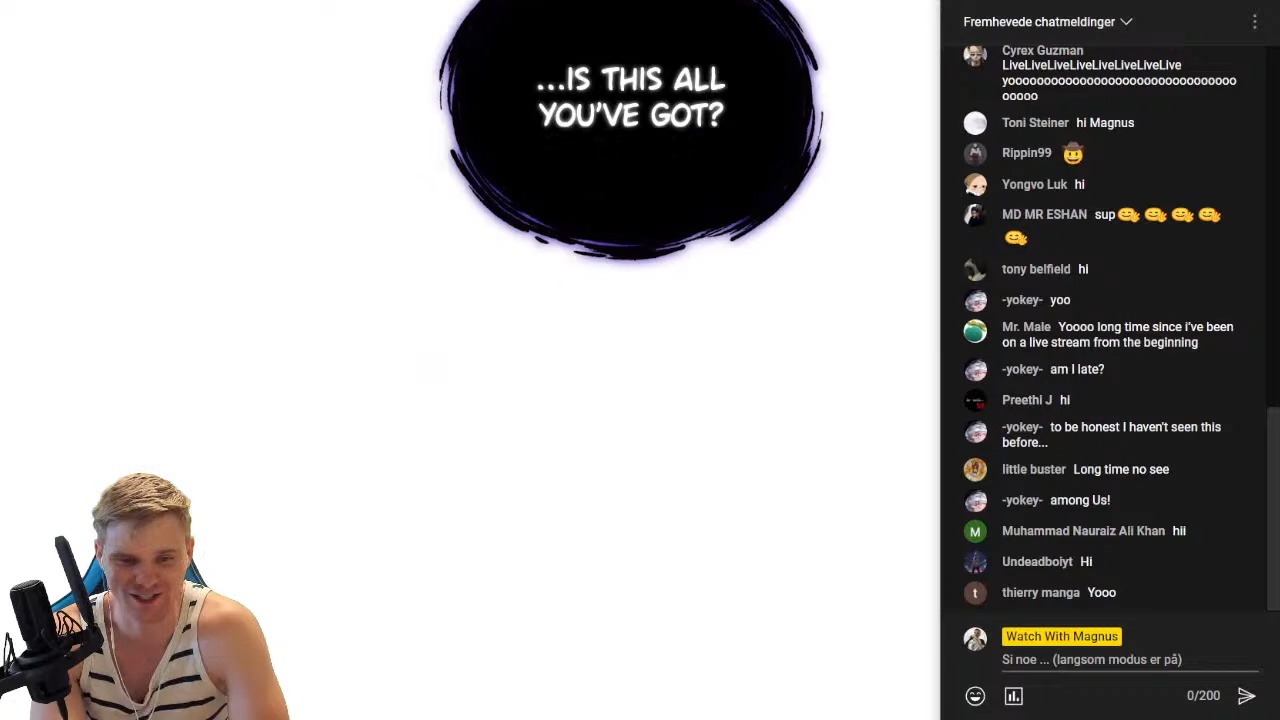 ...IS THIS ALL
YOU'VE GOT?
Fremhevede chatmeldinger
Cyrex Guzman
LiveLiveLiveLiveLiveLiveLiveLive
yooooooooooooooooooooooooooooooo
ooooo
Toni Steiner hi Magnus
Rippin99
Yongvo Luk hi
MD MR ESHAN sup
tony belfield hi
-yokey- yoo
Mr. Male Yoooo long time since i've been
on a live stream from the beginning
-yokey- am I late?
Preethi J hi
-yokey- to be honest I haven't seen this
before...
little buster Long time no see
-yokey- among Us!
M Muhammad Nauraiz Ali Khan hii
Undeadboiyt Hi
t thierry manga Yooo
Watch With Magnus
Si noe ... (langsom modus er på)
0/200